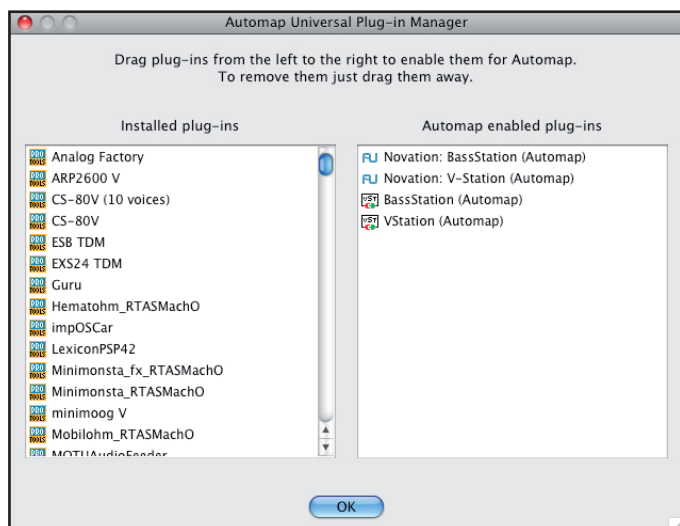 Automap Universal Plug-in Manager
Drag plug-ins from the left to the right to enable them for Automap.
To remove them just drag them away.
Installed plug-ins
Analog Factory
ARP2600 V
CS-80V (10 voices)
CS-80V
ESB TDM
EXS24 TDM
Guru
Hematohm_RTASMachO
impOSCar
LexiconPSP42
Minimonsta_fx_RTASMachO
Minimonsta_RTASMachO
minimoog V
Mobilohm_RTASMachO
MOTUAudioFeeder
Automap enabled plug-ins
Novation: BassStation (Automap)
Novation: V-Station (Automap)
BassStation (Automap)
VStation (Automap)
OK